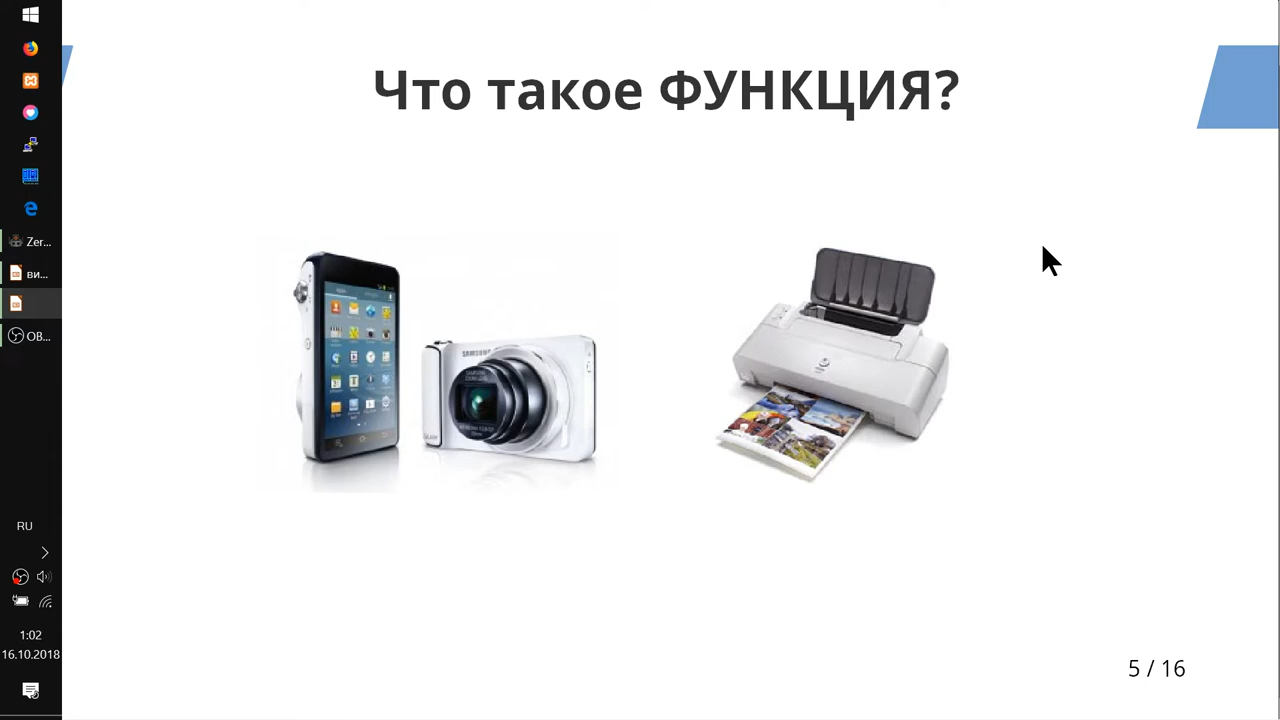 Что такое ФУНКЦИЯ?
Zer...
ви...
OB...
SAMSUNG
RU
1:02
16.10.2018
5 / 16